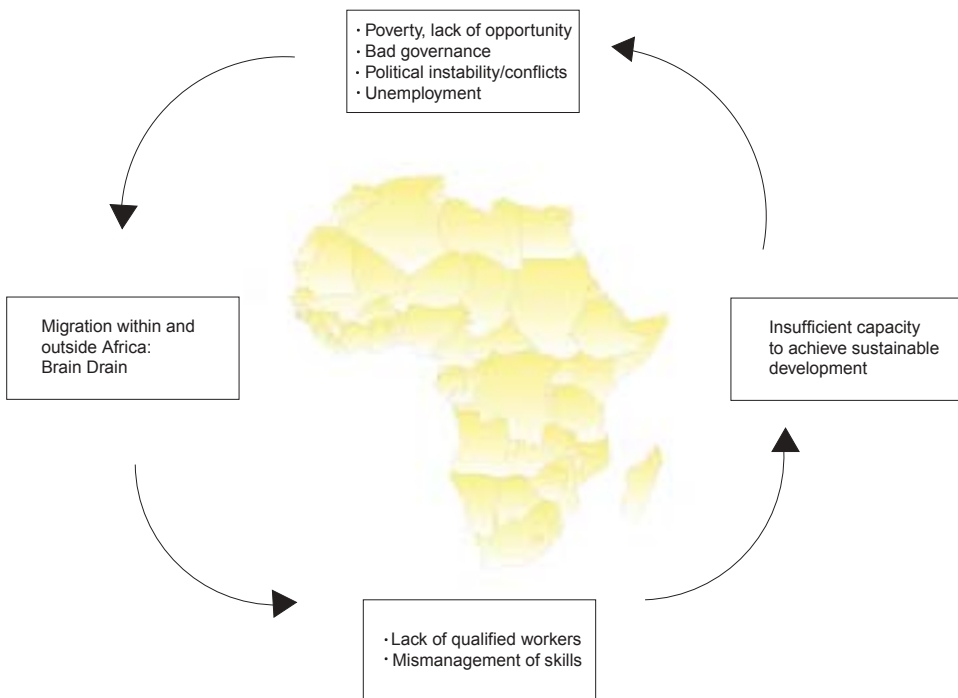 · Poverty, lack of opportunity
· Bad governance
· Political instability/conflicts
· Unemployment
Migration within and
outside Africa:
Brain Drain
Insufficient capacity
to achieve sustainable
development
· Lack of qualified workers
· Mismanagement of skills